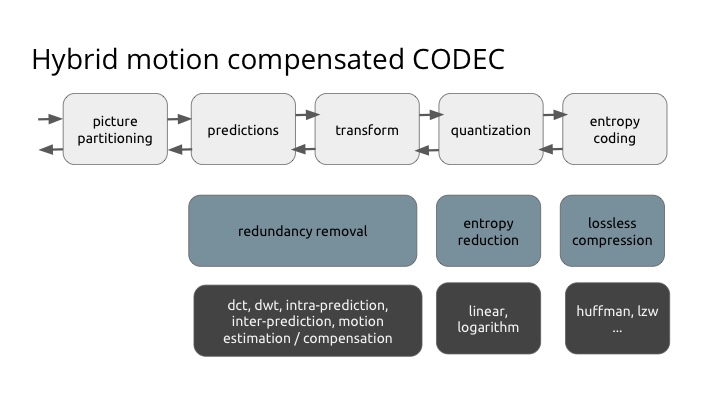 Hybrid motion compensated CODEC
picture
partitioning
predictions
transform
quantization
entropy
coding
redundancy removal
entropy
reduction
lossless
compression
dct, dwt, intra-prediction,
inter-prediction, motion
estimation / compensation
linear,
logarithm
huffman, lzw
...